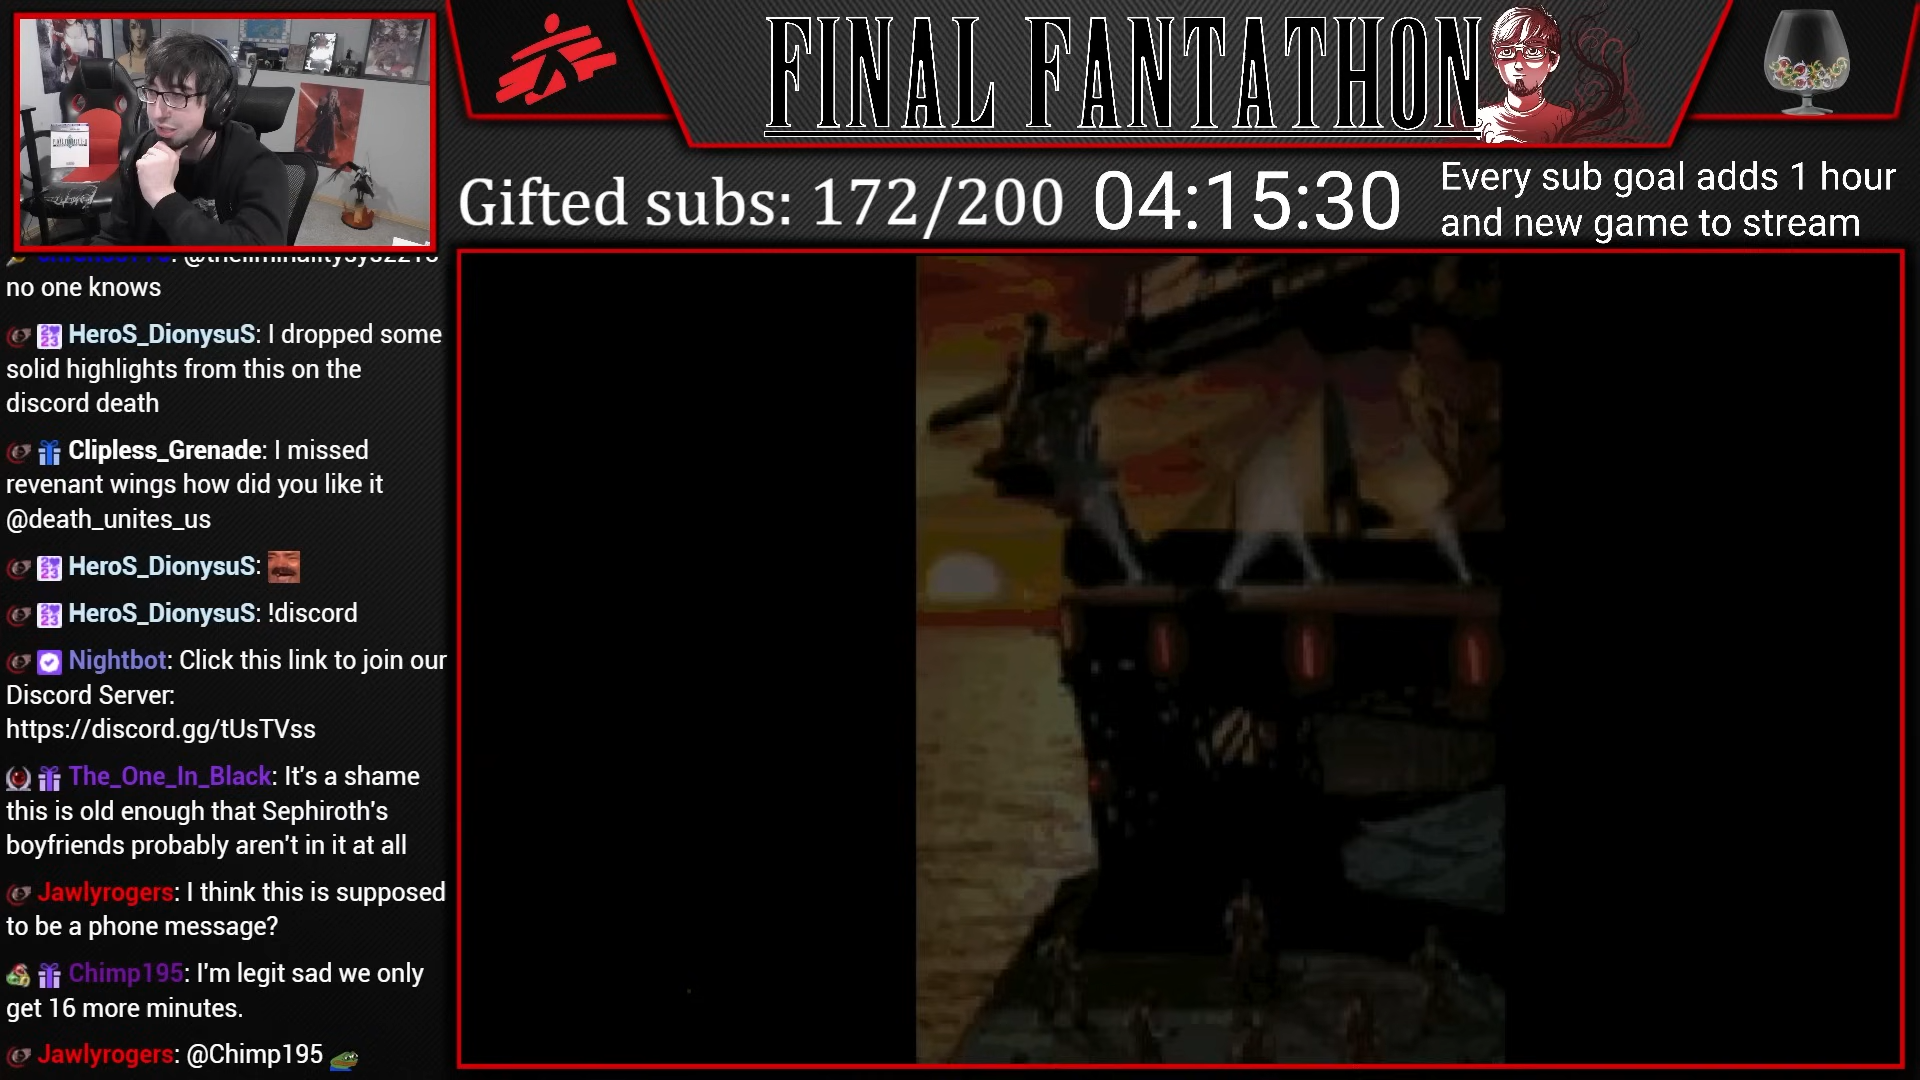 FINAL FANTATHON
Gifted subs: 172/200
04:15:30
Every sub goal adds 1 hour
and new game to stream
no one knows
HeroS_DionysuS: I dropped some
solid highlights from this on the
discord death
Clipless_Grenade: I missed
revenant wings how did you like it
@death_unites_us
HeroS_DionysuS:
HeroS_DionysuS: !discord
Nightbot: Click this link to join our
Discord Server:
https://discord.gg/tUsTVss
The_One_In_Black: It's a shame
this is old enough that Sephiroth's
boyfriends probably aren't in it at all
Jawlyrogers: I think this is supposed
to be a phone message?
Chimp195: I'm legit sad we only
get 16 more minutes.
Jawlyrogers: @Chimp195